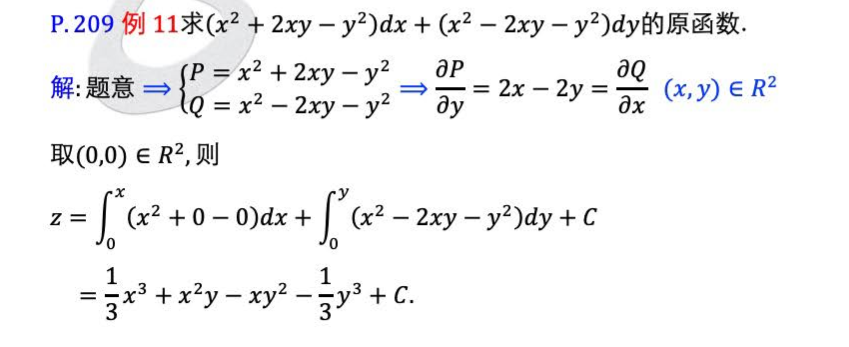 P. 209 例 11求(x² + 2xy − y²)dx + (x² − 2xy − y²)dy的原函数.
解: 题意 ⟹ {P = x² + 2xy − y² Q = x² − 2xy − y² ⟹ ∂P/∂y = 2x − 2y = ∂Q/∂x (x, y) ∈ R²
取(0,0) ∈ R², 则
z = ∫₀ˣ (x² + 0 − 0)dx + ∫₀ʸ (x² − 2xy − y²)dy + C
= 1/3 x³ + x²y − xy² − 1/3 y³ + C.